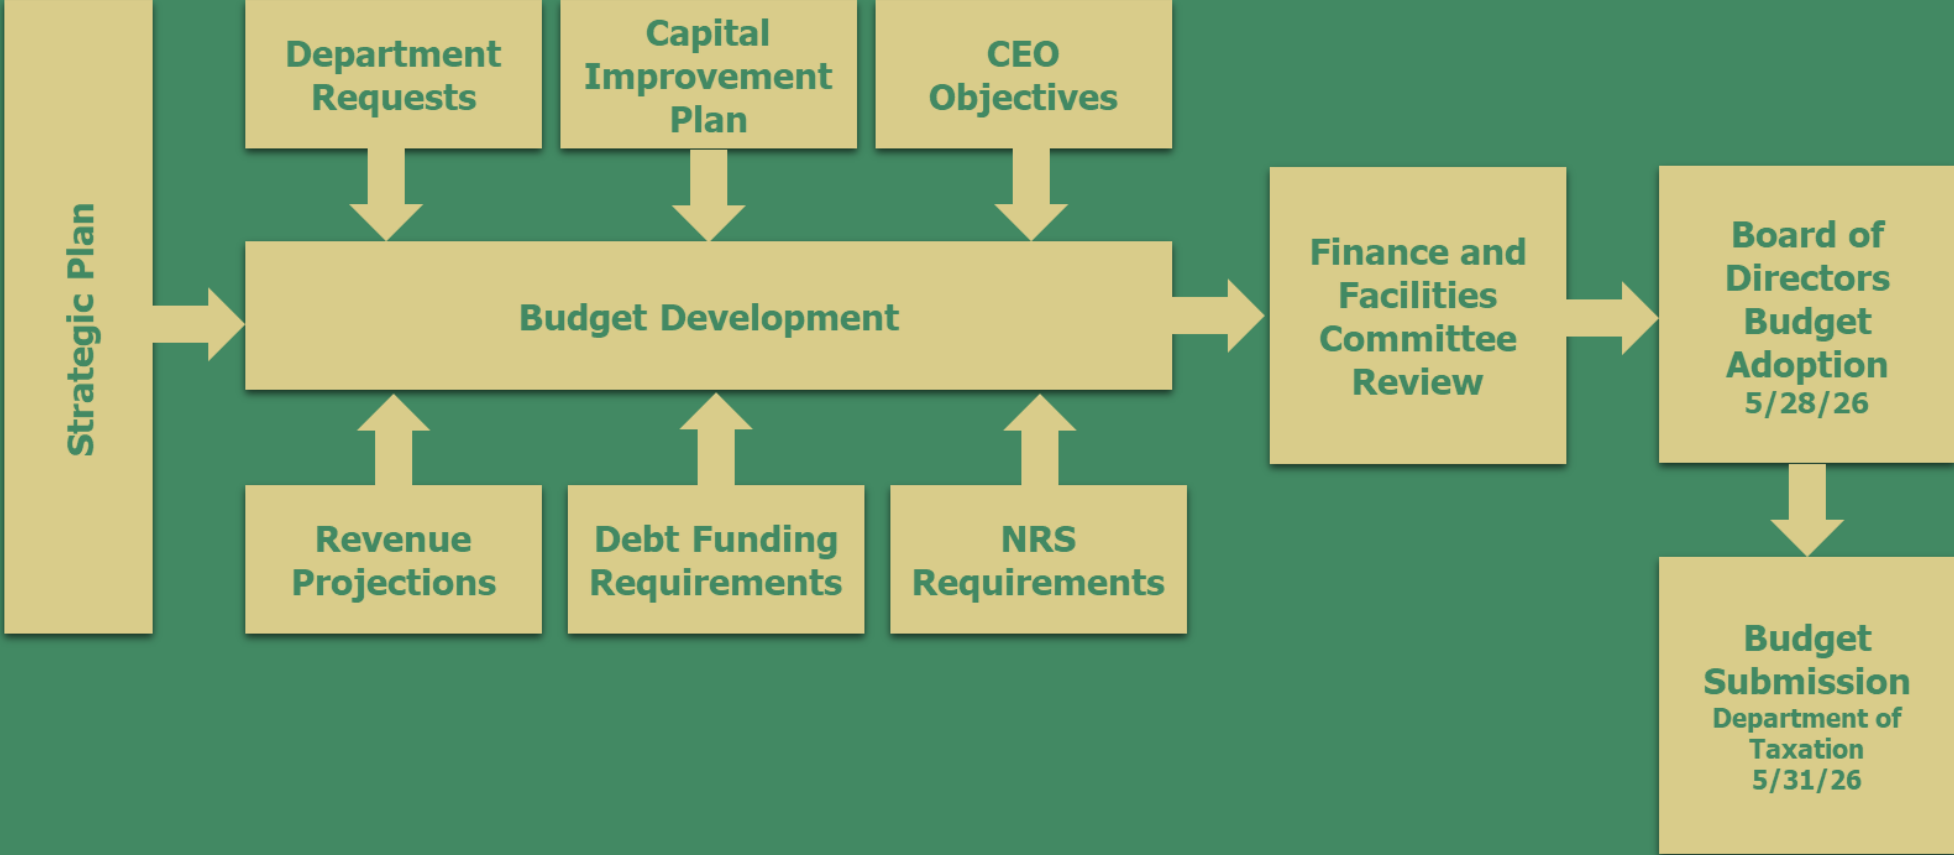 Strategic Plan
Department
Requests
Capital
Improvement
Plan
CEO
Objectives
Budget Development
Revenue
Projections
Debt Funding
Requirements
NRS
Requirements
Finance and
Facilities
Committee
Review
Board of
Directors
Budget
Adoption
5/28/26
Budget
Submission
Department of
Taxation
5/31/26